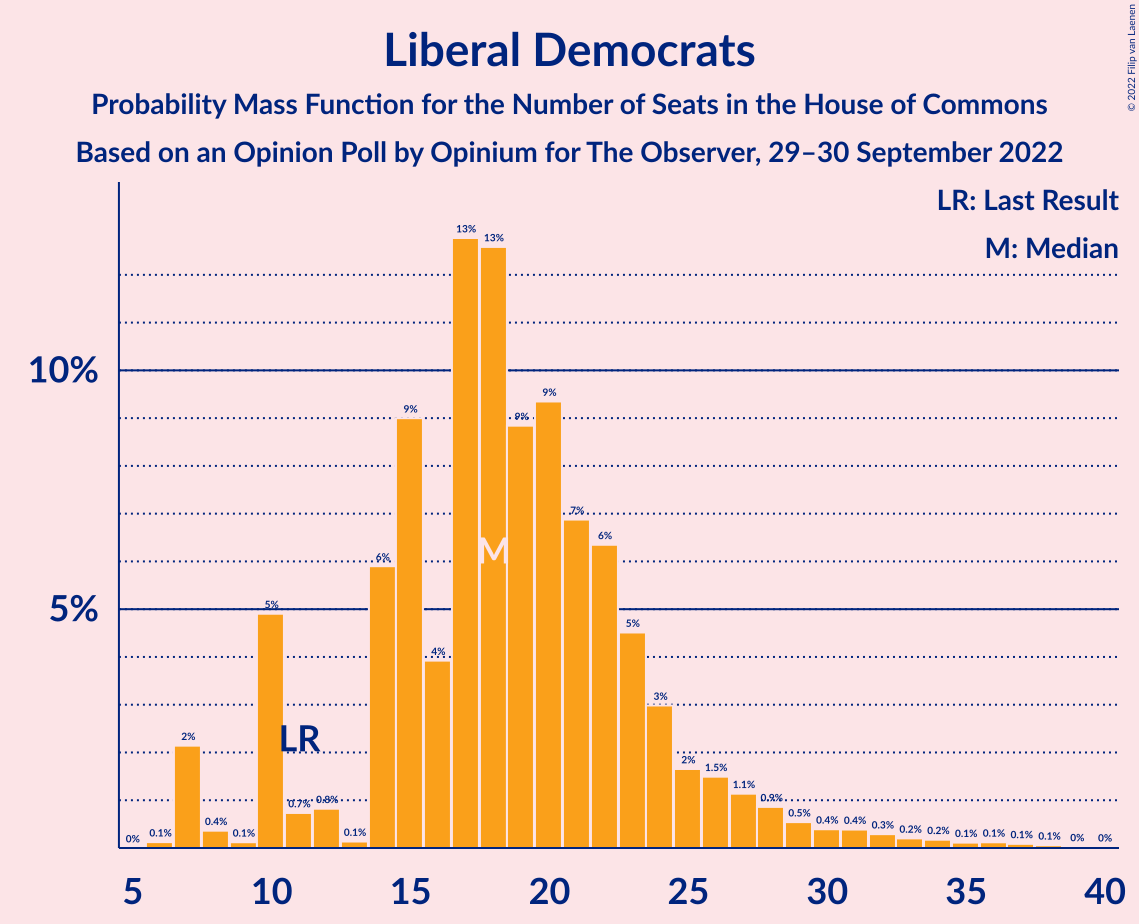 Liberal Democrats
Probability Mass Function for the Number of Seats in the House of Commons
Based on an Opinion Poll by Opinium for The Observer, 29–30 September 2022
© 2022 Filip van Laenen
LR: Last Result
M: Median
10%
5%
0% 0.1% 2% 0.4% 0.1% 5% 0.7% 0.8% 0.1% 6% 9% 4% 13% 13% 9% 9% 7% 6% 5% 3% 2% 1.5% 1.1% 0.9% 0.5% 0.4% 0.4% 0.3% 0.2% 0.2% 0.1% 0.1% 0.1% 0.1% 0% 0%
M
LR
5 10 15 20 25 30 35 40